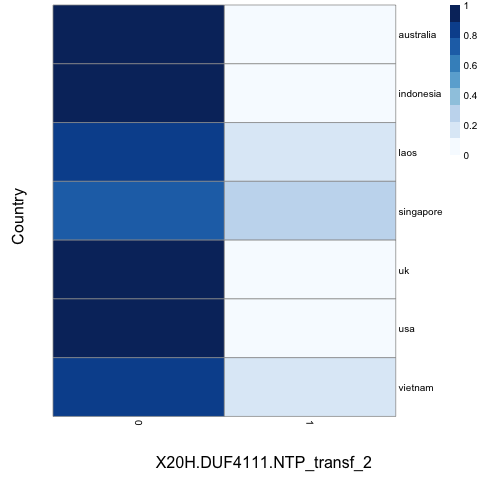 1
0.8
0.6
0.4
0.2
0
australia
indonesia
laos
singapore
uk
usa
vietnam
Country
0
1
X20H.DUF4111.NTP_transf_2